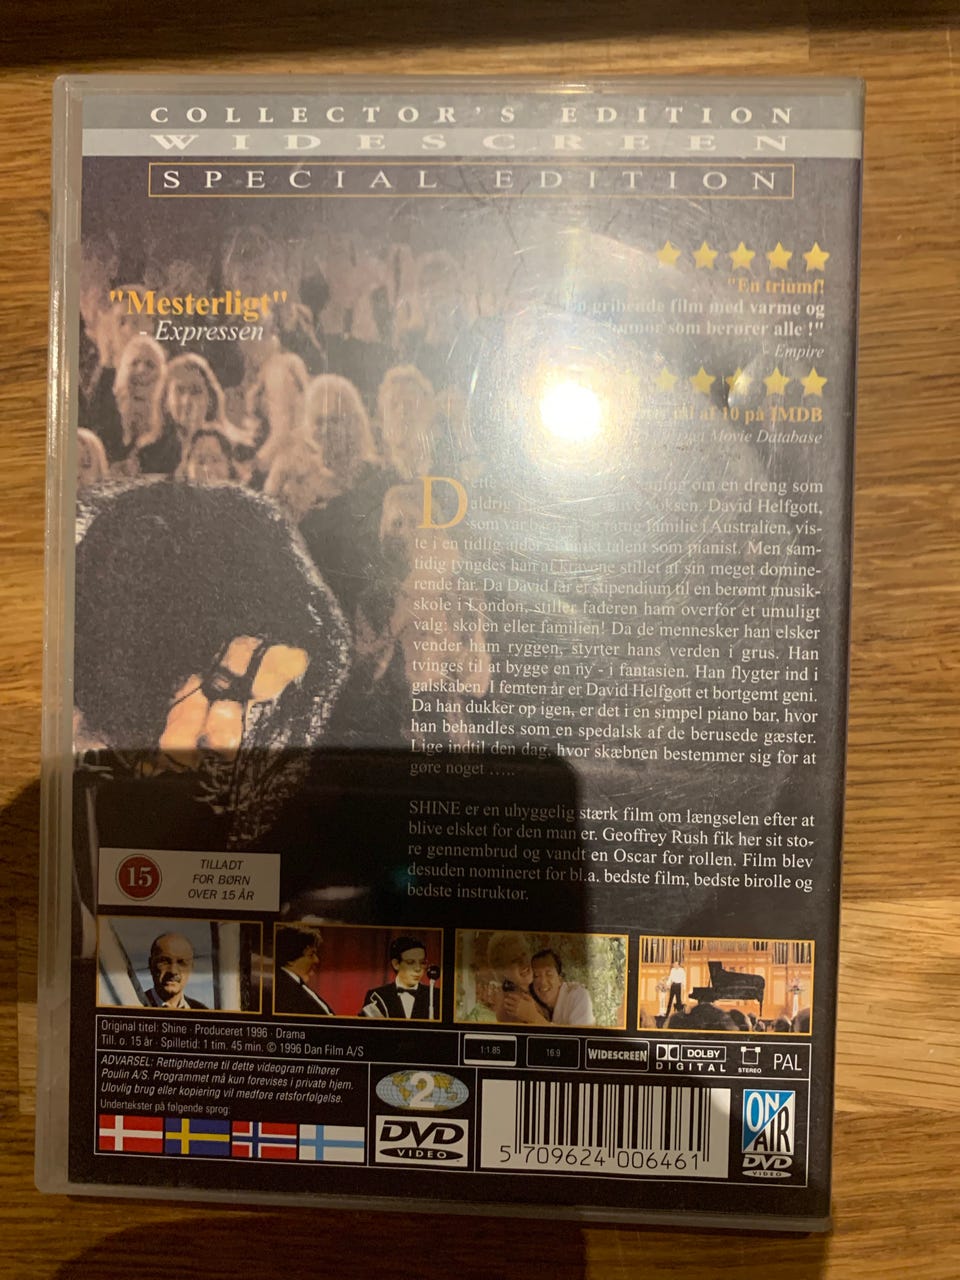 COLLECTOR'S EDITION
WIDESCREEN
SPECIAL EDITION
"Mesterligt"
- Expressen
"En triumf!
gribende film med varme og
humor som berører alle !"
- Empire
af 10 på IMDB
Movie Database
Dette om en dreng som
aldrig voksen. David Helfgott,
som var familie i Australien, vis-
te i en tidlig alder et unikt talent som pianist. Men sam-
tidig tyngdes han af kravene stillet af sin meget domine-
rende far. Da David får et stipendium til en berømt musik-
skole i London, stiller faderen ham overfor et umuligt
valg: skolen eller familien! Da de mennesker han elsker
vender ham ryggen, styrter hans verden i grus. Han
tvinges til at bygge en ny - i fantasien. Han flygter ind i
galskaben. I femten år er David Helfgott et bortgemt geni.
Da han dukker op igen, er det i en simpel piano bar, hvor
han behandles som en spedalsk af de berusede gæster.
Lige indtil den dag, hvor skæbnen bestemmer sig for at
gøre noget .....
SHINE er en uhyggelig stærk film om længselen efter at
blive elsket for den man er. Geoffrey Rush fik her sit sto-
re gennembrud og vandt en Oscar for rollen. Film blev
desuden nomineret for bl.a. bedste film, bedste birolle og
bedste instruktør.
15
TILLADT
FOR BØRN
OVER 15 ÅR
Original titel: Shine · Produceret 1996 · Drama
Till. o. 15 år · Spilletid: 1 tim. 45 min. © 1996 Dan Film A/S
ADVARSEL: Rettighederne til dette videogram tilhører
Poulin A/S. Programmet må kun forevises i private hjem.
Ulovlig brug eller kopiering vil medføre retsforfølgelse.
Undertekster på følgende sprog:
1:1.85
16:9
WIDESCREEN
DOLBY
DIGITAL
STEREO
PAL
2
DVD
VIDEO
5 709624 006461
ON
AIR
DVD
VIDEO